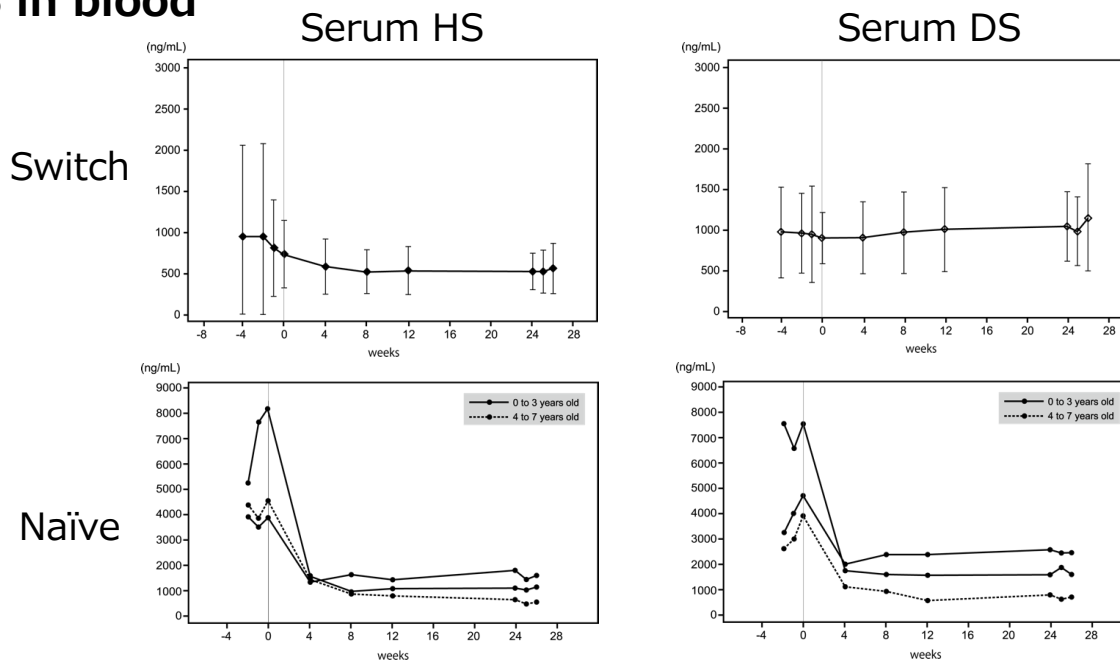 in blood
Serum HS
Serum DS
Switch
(ng/mL)
3000
2500
2000
1500
1000
500
0
-8 -4 0 4 8 12 16 20 24 28
weeks
(ng/mL)
3000
2500
2000
1500
1000
500
0
-8 -4 0 4 8 12 16 20 24 28
weeks
Naïve
(ng/mL)
9000
8000
7000
6000
5000
4000
3000
2000
1000
0
-4 0 4 8 12 16 20 24 28
weeks
0 to 3 years old
4 to 7 years old
(ng/mL)
9000
8000
7000
6000
5000
4000
3000
2000
1000
0
-4 0 4 8 12 16 20 24 28
weeks
0 to 3 years old
4 to 7 years old